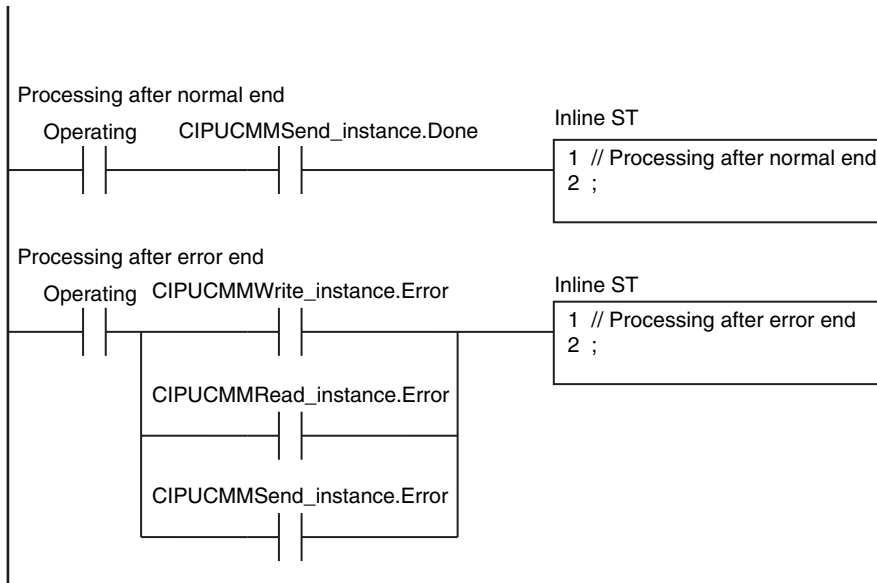 Processing after normal end
Operating
CIPUCMMSend_instance.Done
Inline ST
1 // Processing after normal end
2 ;
Processing after error end
Operating
CIPUCMMWrite_instance.Error
Inline ST
1 // Processing after error end
2 ;
CIPUCMMRead_instance.Error
CIPUCMMSend_instance.Error